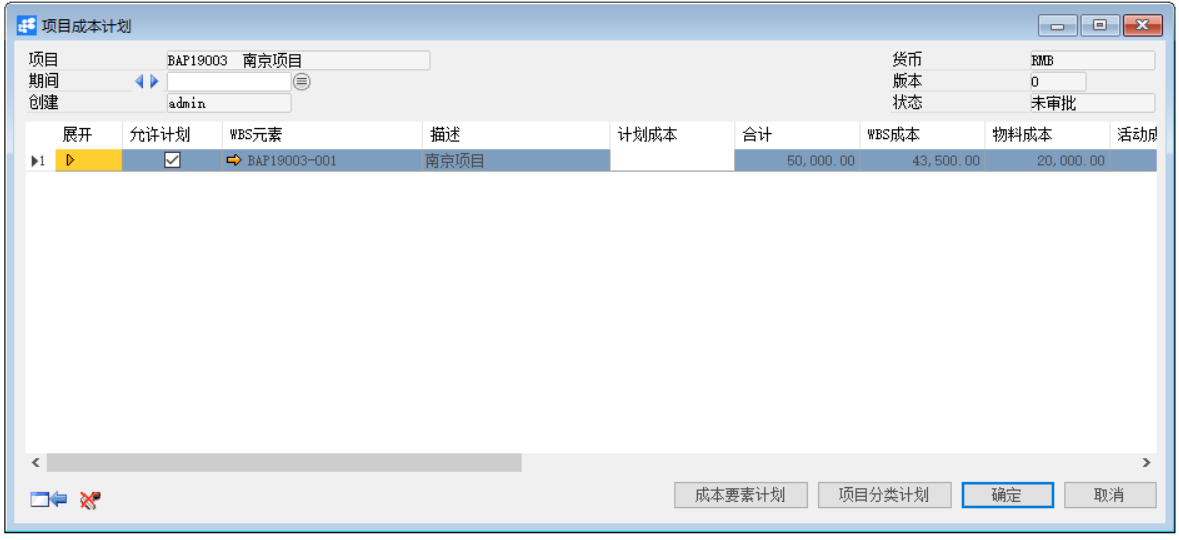 项目成本计划
项目 BAP19003 南京项目 货币 RMB
期间 版本 0
创建 admin 状态 未审批
展开 允许计划 WBS元素 描述 计划成本 合计 WBS成本 物料成本 活动成
1 BAP19003-001 南京项目 50,000.00 43,500.00 20,000.00
成本要素计划 项目分类计划 确定 取消